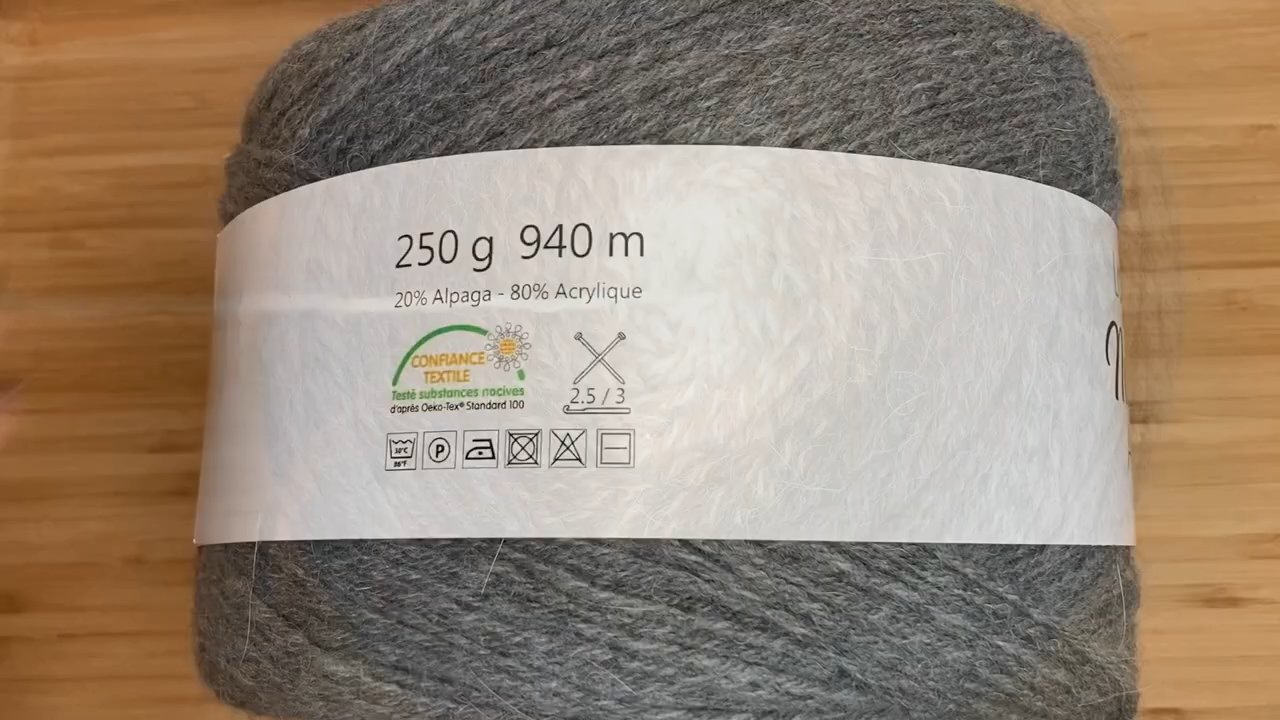 250 g 940 m
20% Alpaga - 80% Acrylique
CONFIANCE
TEXTILE
Testé substances nocives
d'après Oeko-Tex® Standard 100
2.5 / 3
30°C
86°F
P